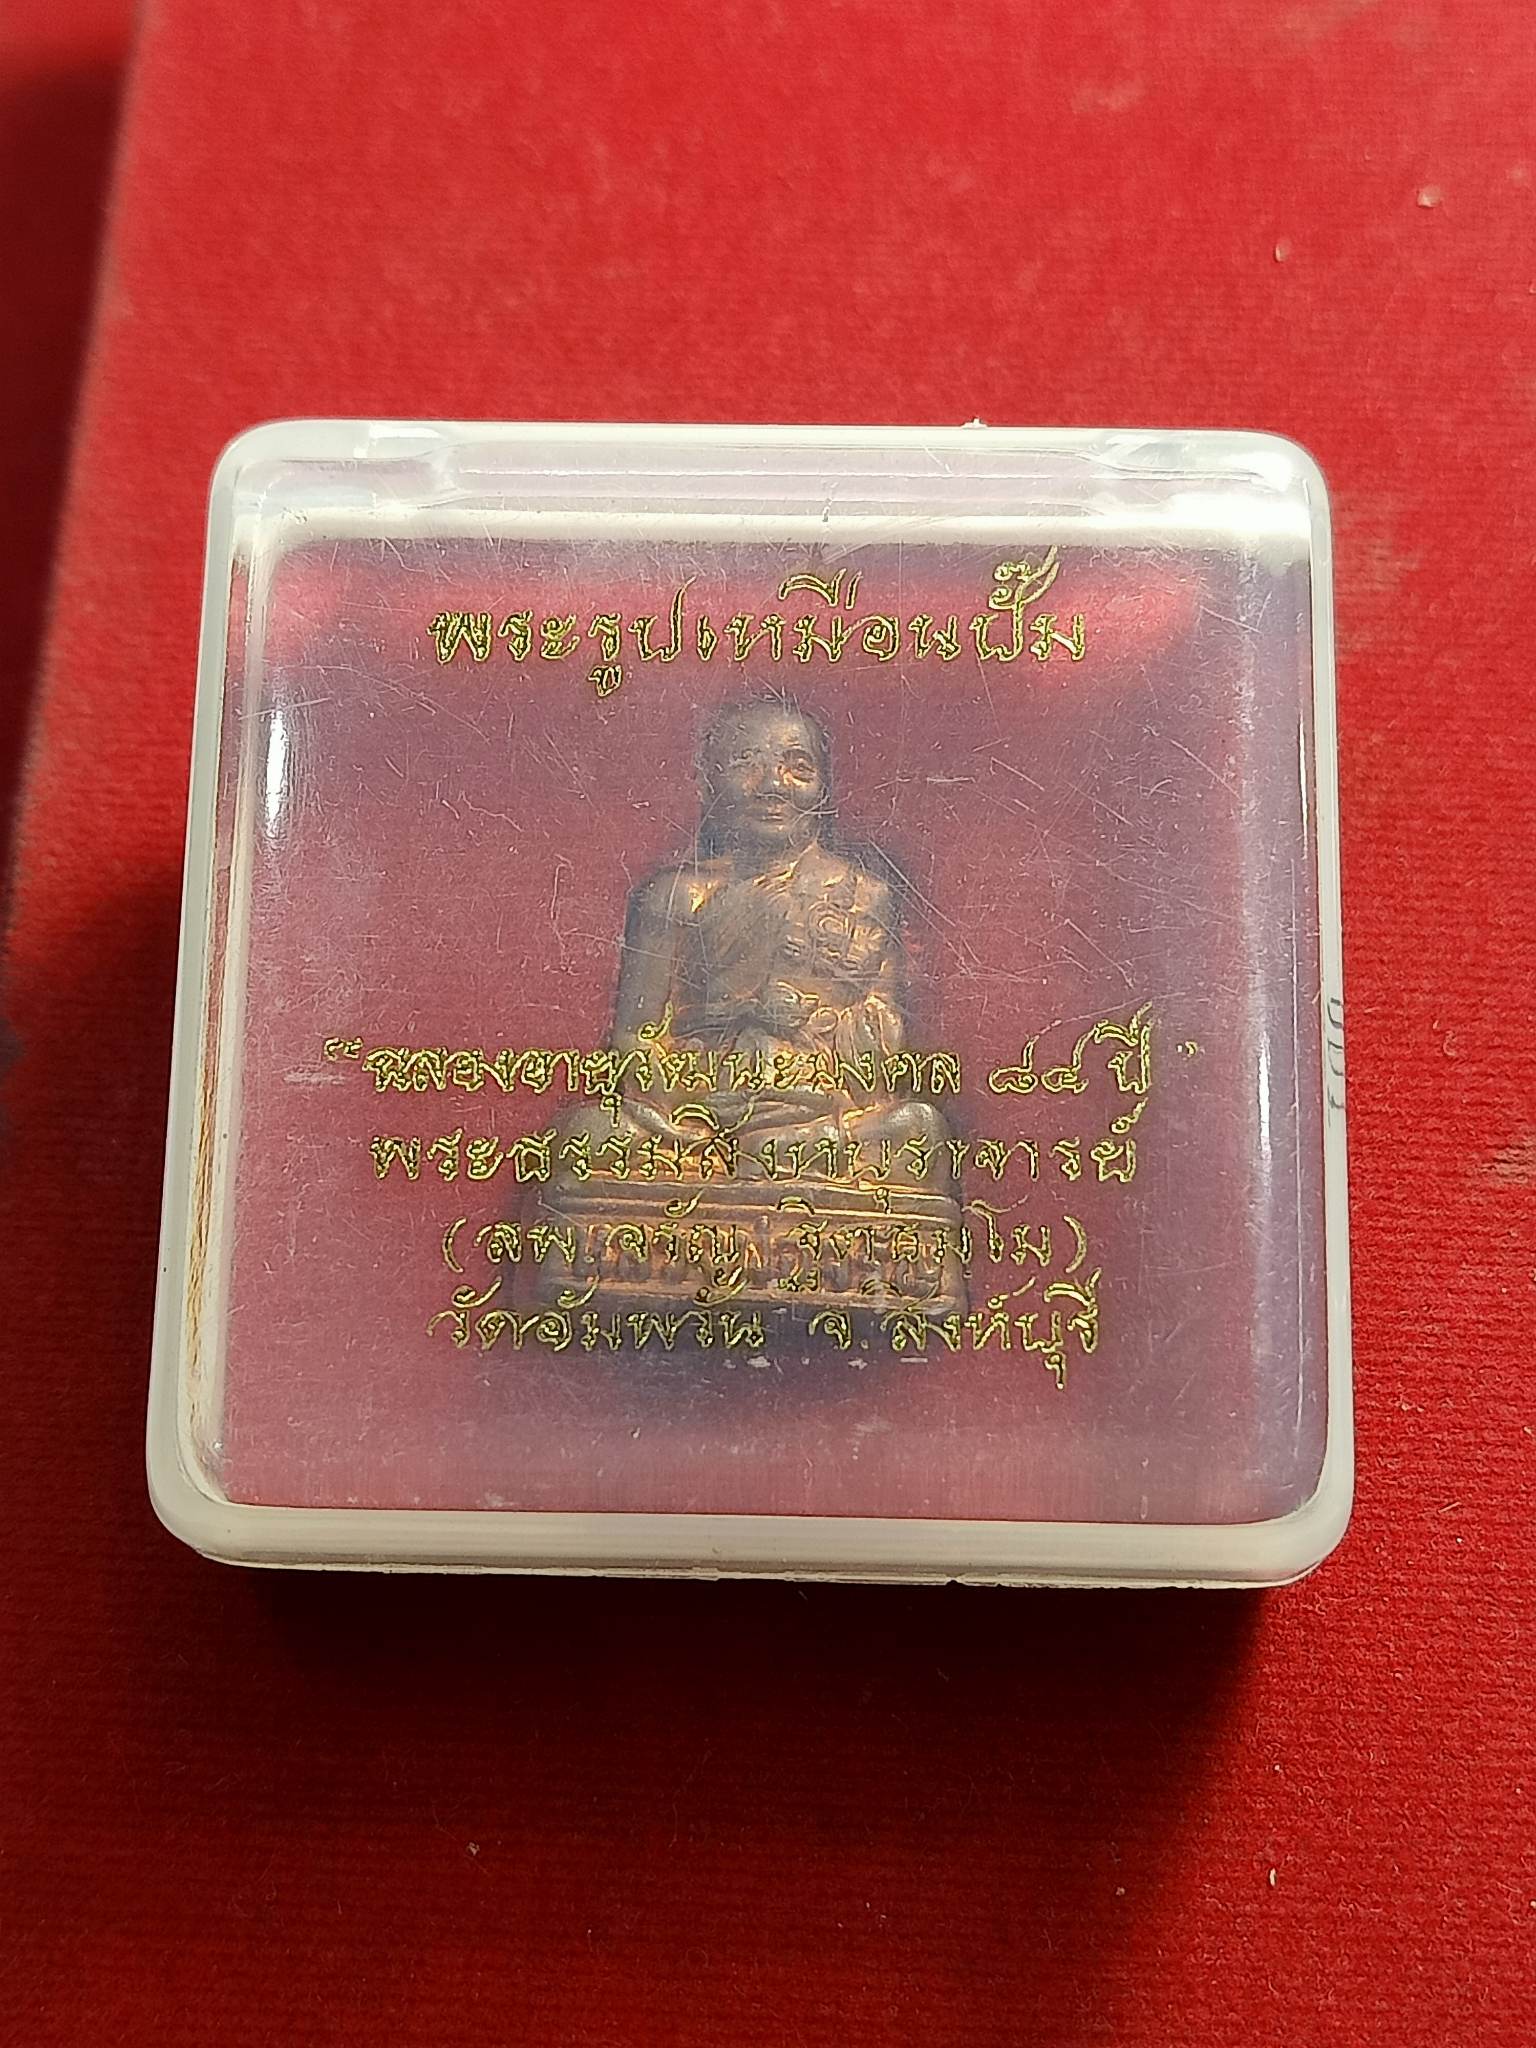 พระรูปเหมือนปั๊ม
"ฉลองอายุวัฒนะมงคล ๘๔ ปี"
พระธรรมสิงหบุราจารย์
(ลพ.จรัญ ฐิตธมฺโม)
วัดอัมพวัน จ.สิงห์บุรี